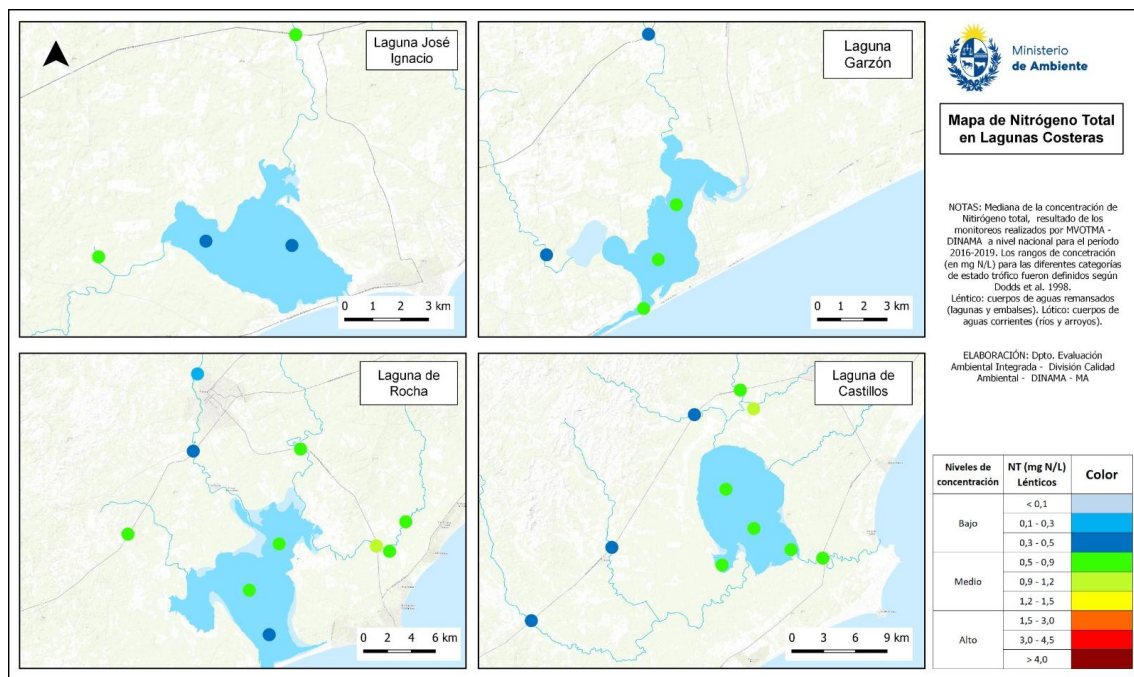 Laguna José
Ignacio
0 1 2 3 km
Laguna
Garzón
0 1 2 3 km
Laguna de
Rocha
0 2 4 6 km
Laguna de
Castillos
0 3 6 9 km
Ministerio
de Ambiente
Mapa de Nitrógeno Total
en Lagunas Costeras
NOTAS: Mediana de la concentración de
Nitirógeno total, resultado de los
monitoreos realizados por MVOTMA -
DINAMA a nivel nacional para el período
2016-2019. Los rangos de concetración
(en mg N/L) para las diferentes categorías
de estado trófico fueron definidos según
Dodds et al. 1998.
Léntico: cuerpos de aguas remansados
(lagunas y embalses). Lótico: cuerpos de
aguas corrientes (ríos y arroyos).
ELABORACIÓN: Dpto. Evaluación
Ambiental Integrada - División Calidad
Ambiental - DINAMA - MA
Niveles de concentración NT (mg N/L) Lénticos Color
Bajo
< 0,1
0,1 - 0,3
0,3 - 0,5
Medio
0,5 - 0,9
0,9 - 1,2
1,2 - 1,5
Alto
1,5 - 3,0
3,0 - 4,5
> 4,0